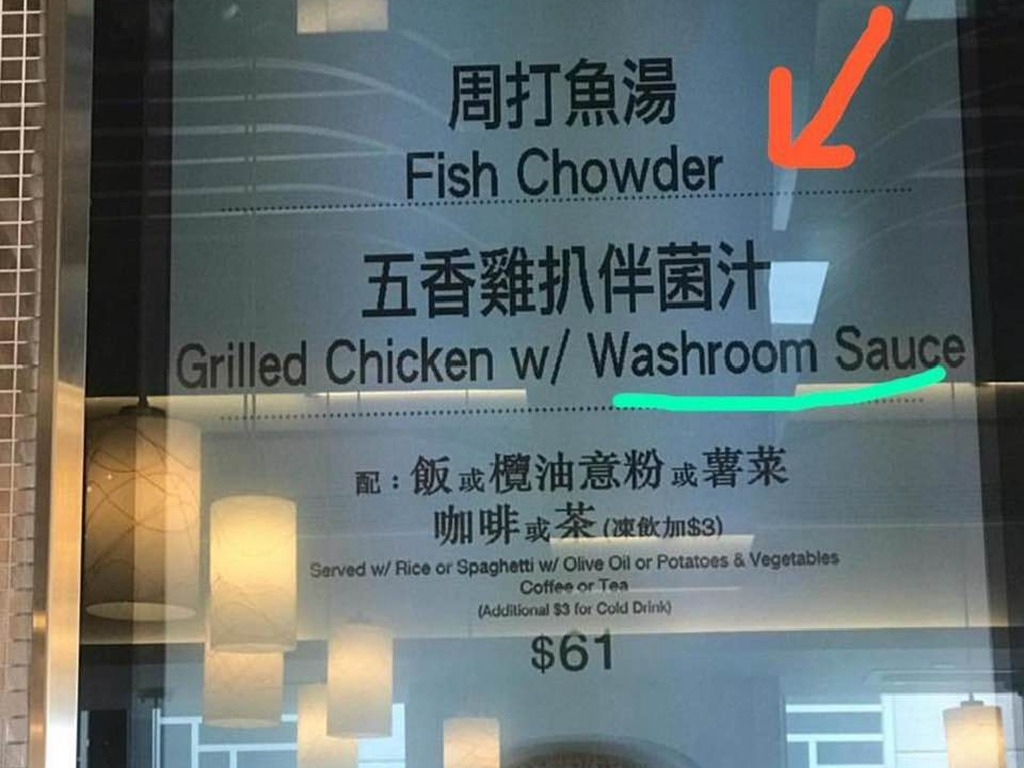 周打魚湯
Fish Chowder
五香雞扒伴菌汁
Grilled Chicken w/ Washroom Sauce
配：飯或欖油意粉或薯菜
咖啡或茶 (凍飲加$3)
Served w/ Rice or Spaghetti w/ Olive Oil or Potatoes & Vegetables
Coffee or Tea
(Additional $3 for Cold Drink)
$61